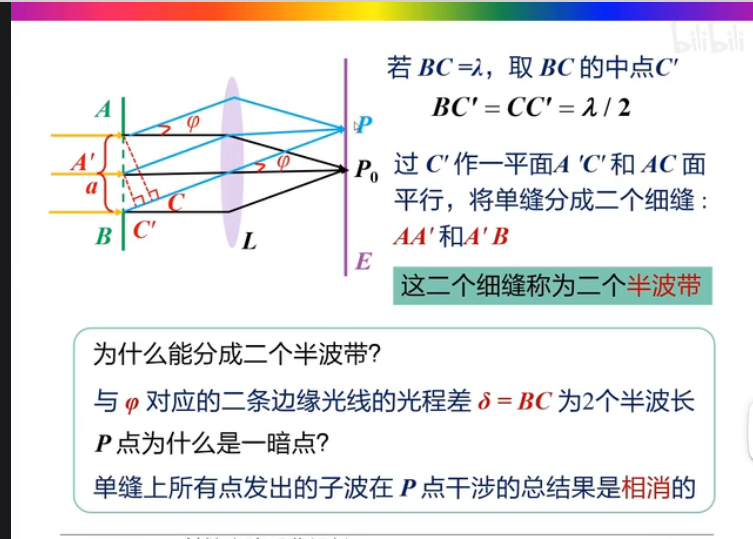 bilibili
若 BC =λ，取 BC 的中点C′
BC′ = CC′ = λ / 2
过 C′ 作一平面A ′C′ 和 AC 面
平行，将单缝分成二个细缝：
AA′ 和A′ B
这二个细缝称为二个半波带
A
φ
P
A′
φ
P₀
a
C
B
C′
L
E
为什么能分成二个半波带?
与 φ 对应的二条边缘光线的光程差 δ = BC 为2个半波长
P 点为什么是一暗点?
单缝上所有点发出的子波在 P 点干涉的总结果是相消的